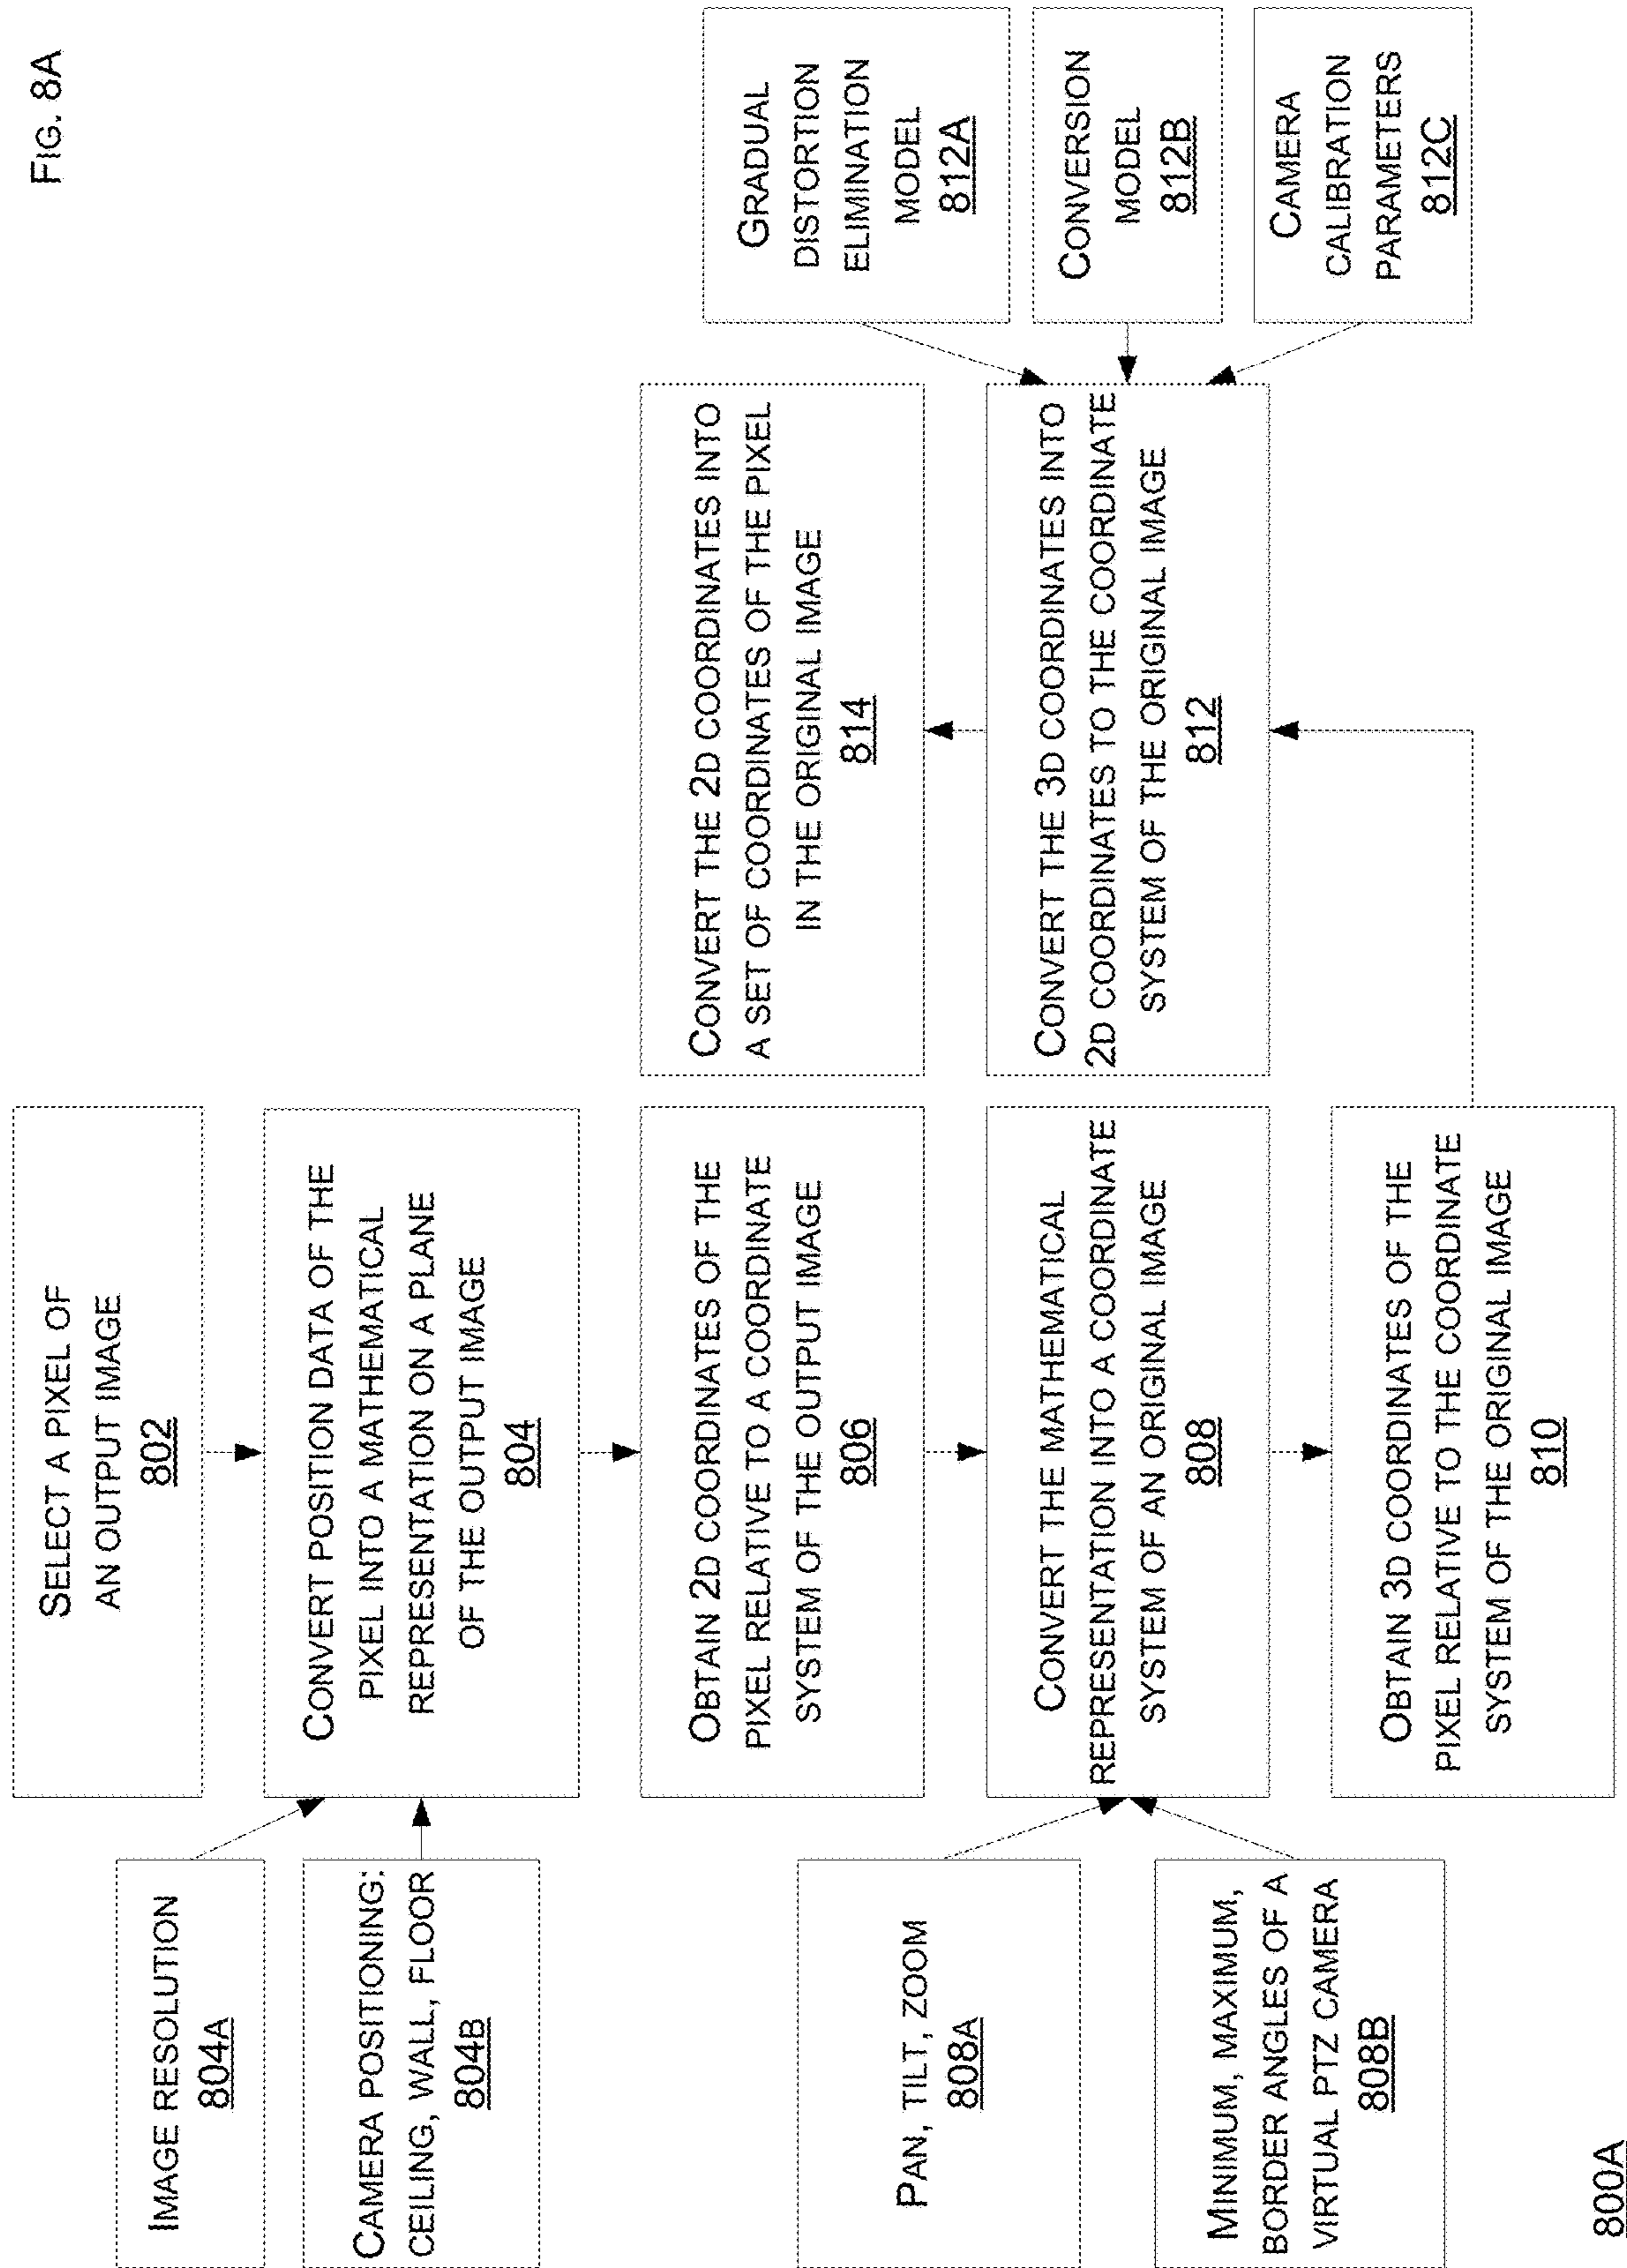 FIG. 8A
SELECT A PIXEL OF
AN OUTPUT IMAGE
802
IMAGE RESOLUTION
804A
CAMERA POSITIONING:
CEILING, WALL, FLOOR
804B
CONVERT POSITION DATA OF THE
PIXEL INTO A MATHEMATICAL
REPRESENTATION ON A PLANE
OF THE OUTPUT IMAGE
804
OBTAIN 2D COORDINATES OF THE
PIXEL RELATIVE TO A COORDINATE
SYSTEM OF THE OUTPUT IMAGE
806
PAN, TILT, ZOOM
808A
MINIMUM, MAXIMUM,
BORDER ANGLES OF A
VIRTUAL PTZ CAMERA
808B
CONVERT THE MATHEMATICAL
REPRESENTATION INTO A COORDINATE
SYSTEM OF AN ORIGINAL IMAGE
808
OBTAIN 3D COORDINATES OF THE
PIXEL RELATIVE TO THE COORDINATE
SYSTEM OF THE ORIGINAL IMAGE
810
CONVERT THE 3D COORDINATES INTO
2D COORDINATES TO THE COORDINATE
SYSTEM OF THE ORIGINAL IMAGE
812
GRADUAL
DISTORTION
ELIMINATION
MODEL
812A
CONVERSION
MODEL
812B
CAMERA
CALIBRATION
PARAMETERS
812C
CONVERT THE 2D COORDINATES INTO
A SET OF COORDINATES OF THE PIXEL
IN THE ORIGINAL IMAGE
814
800A